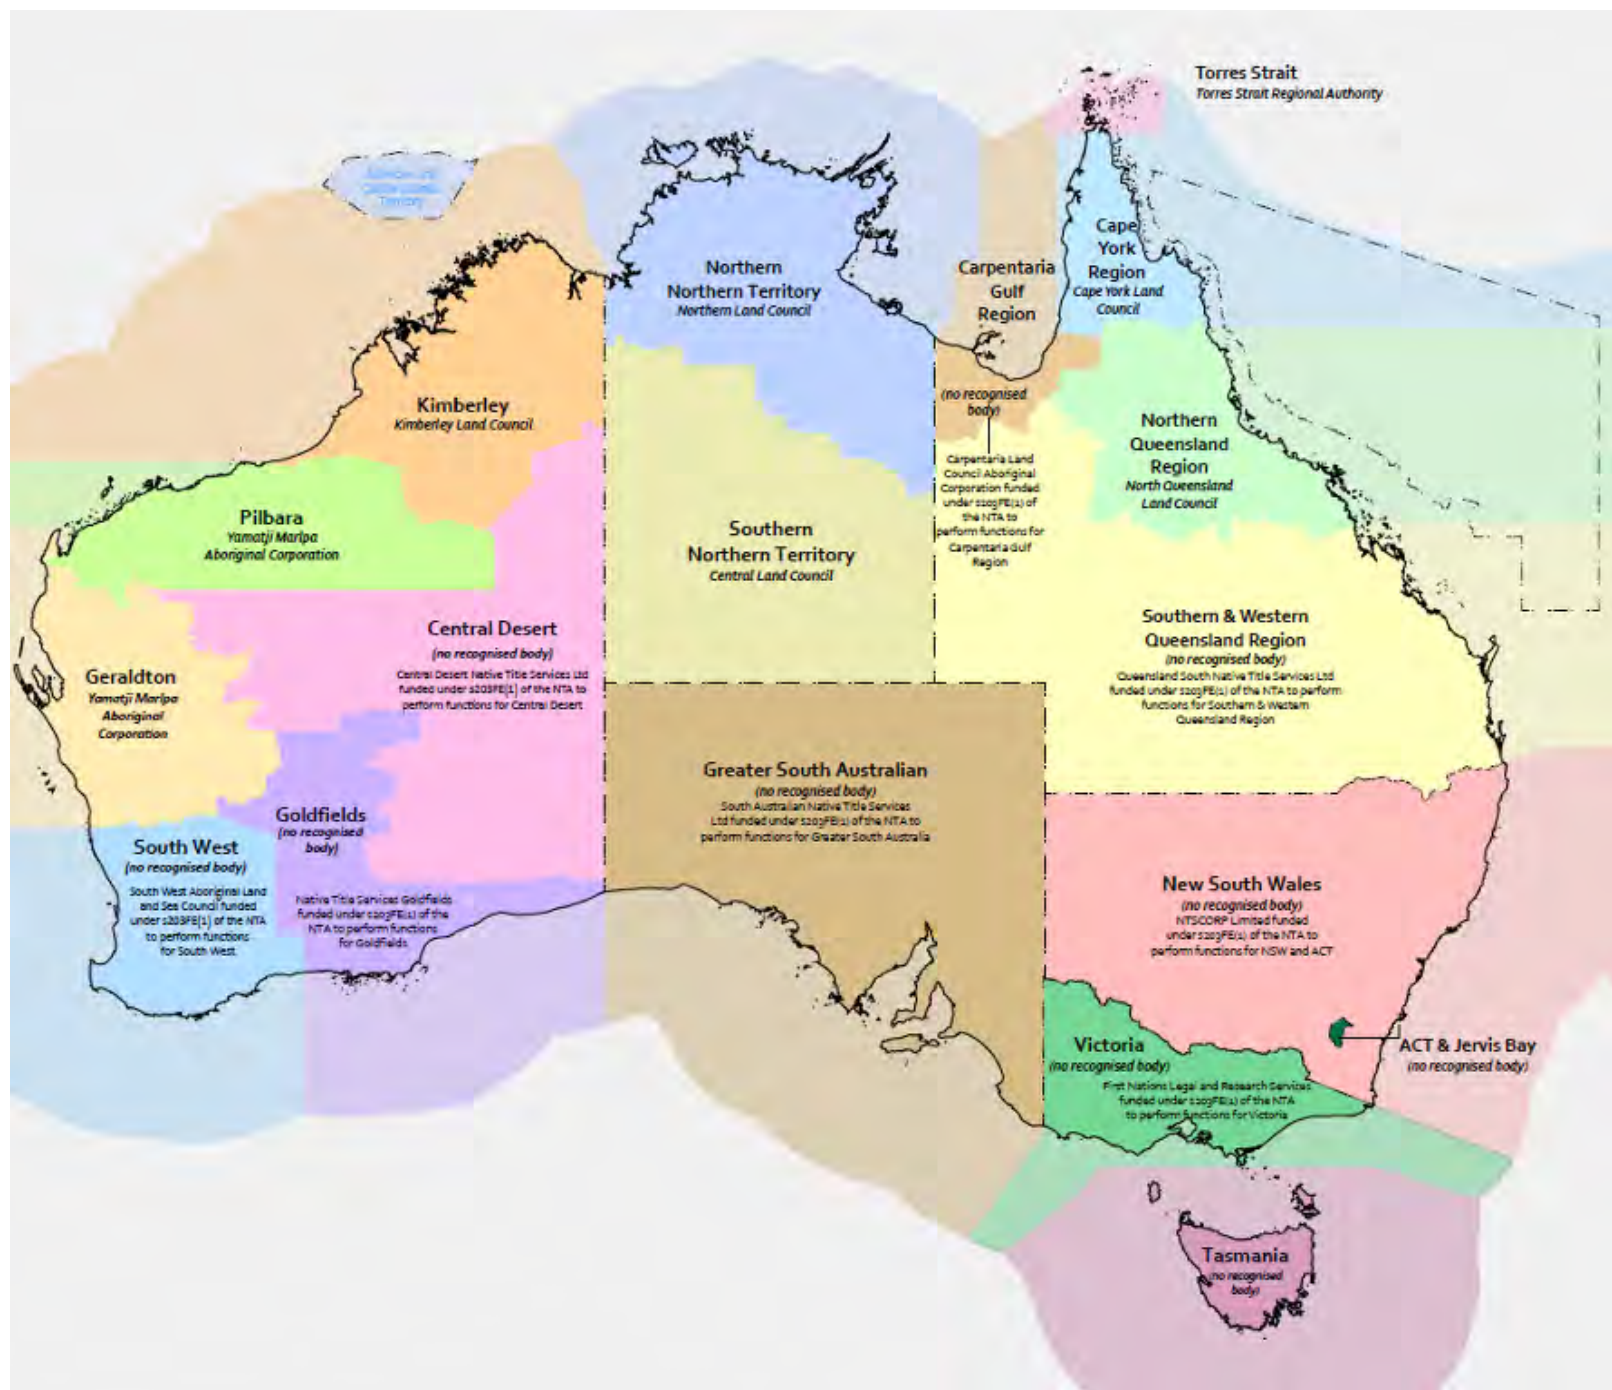 Torres Strait
Torres Strait Regional Authority
Territory
Cape
York
Region
Cape York Land
Council
Northern
Northern Territory
Northern Land Council
Carpentaria
Gulf
Region
(no recognised
body)
Carpentaria Land
Council Aboriginal
Corporation funded
under s203FE(1) of
the NTA to
perform functions for
Carpentaria Gulf
Region
Kimberley
Kimberley Land Council
Northern
Queensland
Region
North Queensland
Land Council
Pilbara
Yamatji Marlpa
Aboriginal Corporation
Southern
Northern Territory
Central Land Council
Central Desert
(no recognised body)
Central Desert Native Title Services Ltd
funded under s203FE(1) of the NTA to
perform functions for Central Desert
Southern & Western
Queensland Region
(no recognised body)
Queensland South Native Title Services Ltd
funded under s203FE(1) of the NTA to perform
functions for Southern & Western
Queensland Region
Geraldton
Yamatji Marlpa
Aboriginal
Corporation
Greater South Australian
(no recognised body)
South Australian Native Title Services
Ltd funded under s203FE(1) of the NTA to
perform functions for Greater South Australia
Goldfields
(no recognised
body)
Native Title Services Goldfields
funded under s203FE(1) of the
NTA to perform functions
for Goldfields
South West
(no recognised body)
South West Aboriginal Land
and Sea Council funded
under s203FE(1) of the NTA
to perform functions
for South West
New South Wales
(no recognised body)
NTSCORP Limited funded
under s203FE(1) of the NTA to
perform functions for NSW and ACT
Victoria
(no recognised body)
First Nations Legal and Research Services
funded under s203FE(1) of the NTA
to perform functions for Victoria
ACT & Jervis Bay
(no recognised body)
Tasmania
(no recognised
body)